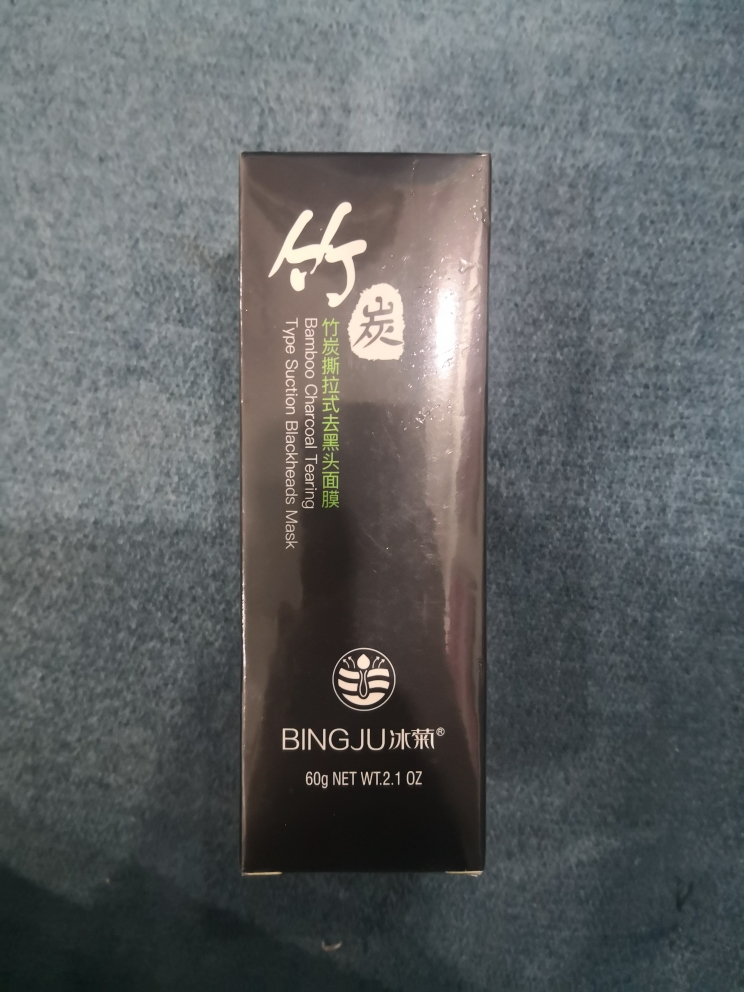 竹
炭
竹炭撕拉式去黑头面膜
Bamboo Charcoal Tearing
Type Suction Blackheads Mask
BINGJU冰菊®
60g NET WT.2.1 OZ